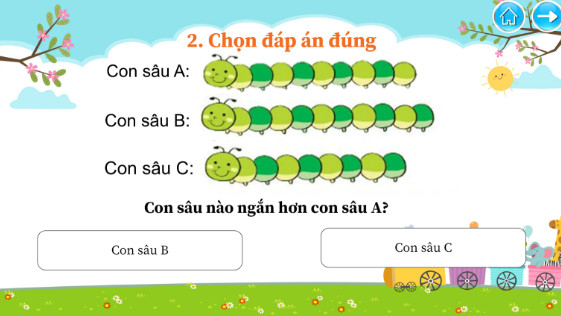 2. Chọn đáp án đúng
Con sâu A:
Con sâu B:
Con sâu C:
Con sâu nào ngắn hơn con sâu A?
Con sâu B
Con sâu C